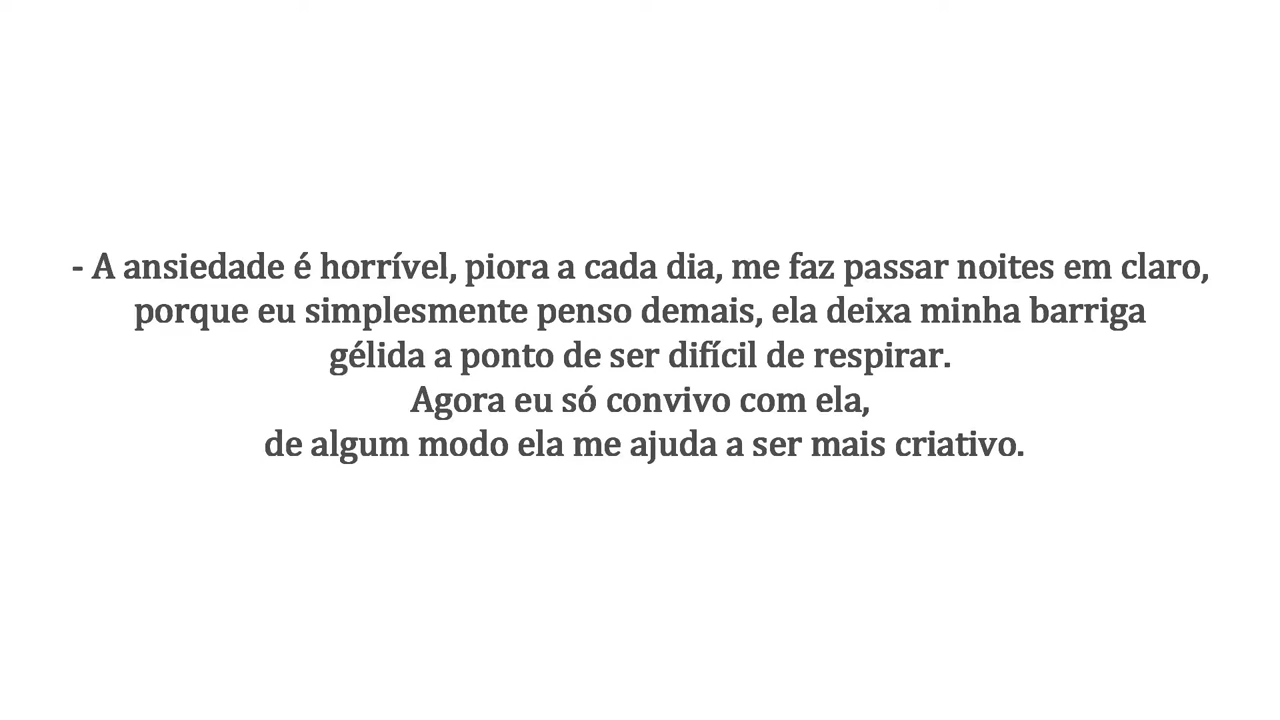 - A ansiedade é horrível, piora a cada dia, me faz passar noites em claro,
porque eu simplesmente penso demais, ela deixa minha barriga
gélida a ponto de ser difícil de respirar.
Agora eu só convivo com ela,
de algum modo ela me ajuda a ser mais criativo.